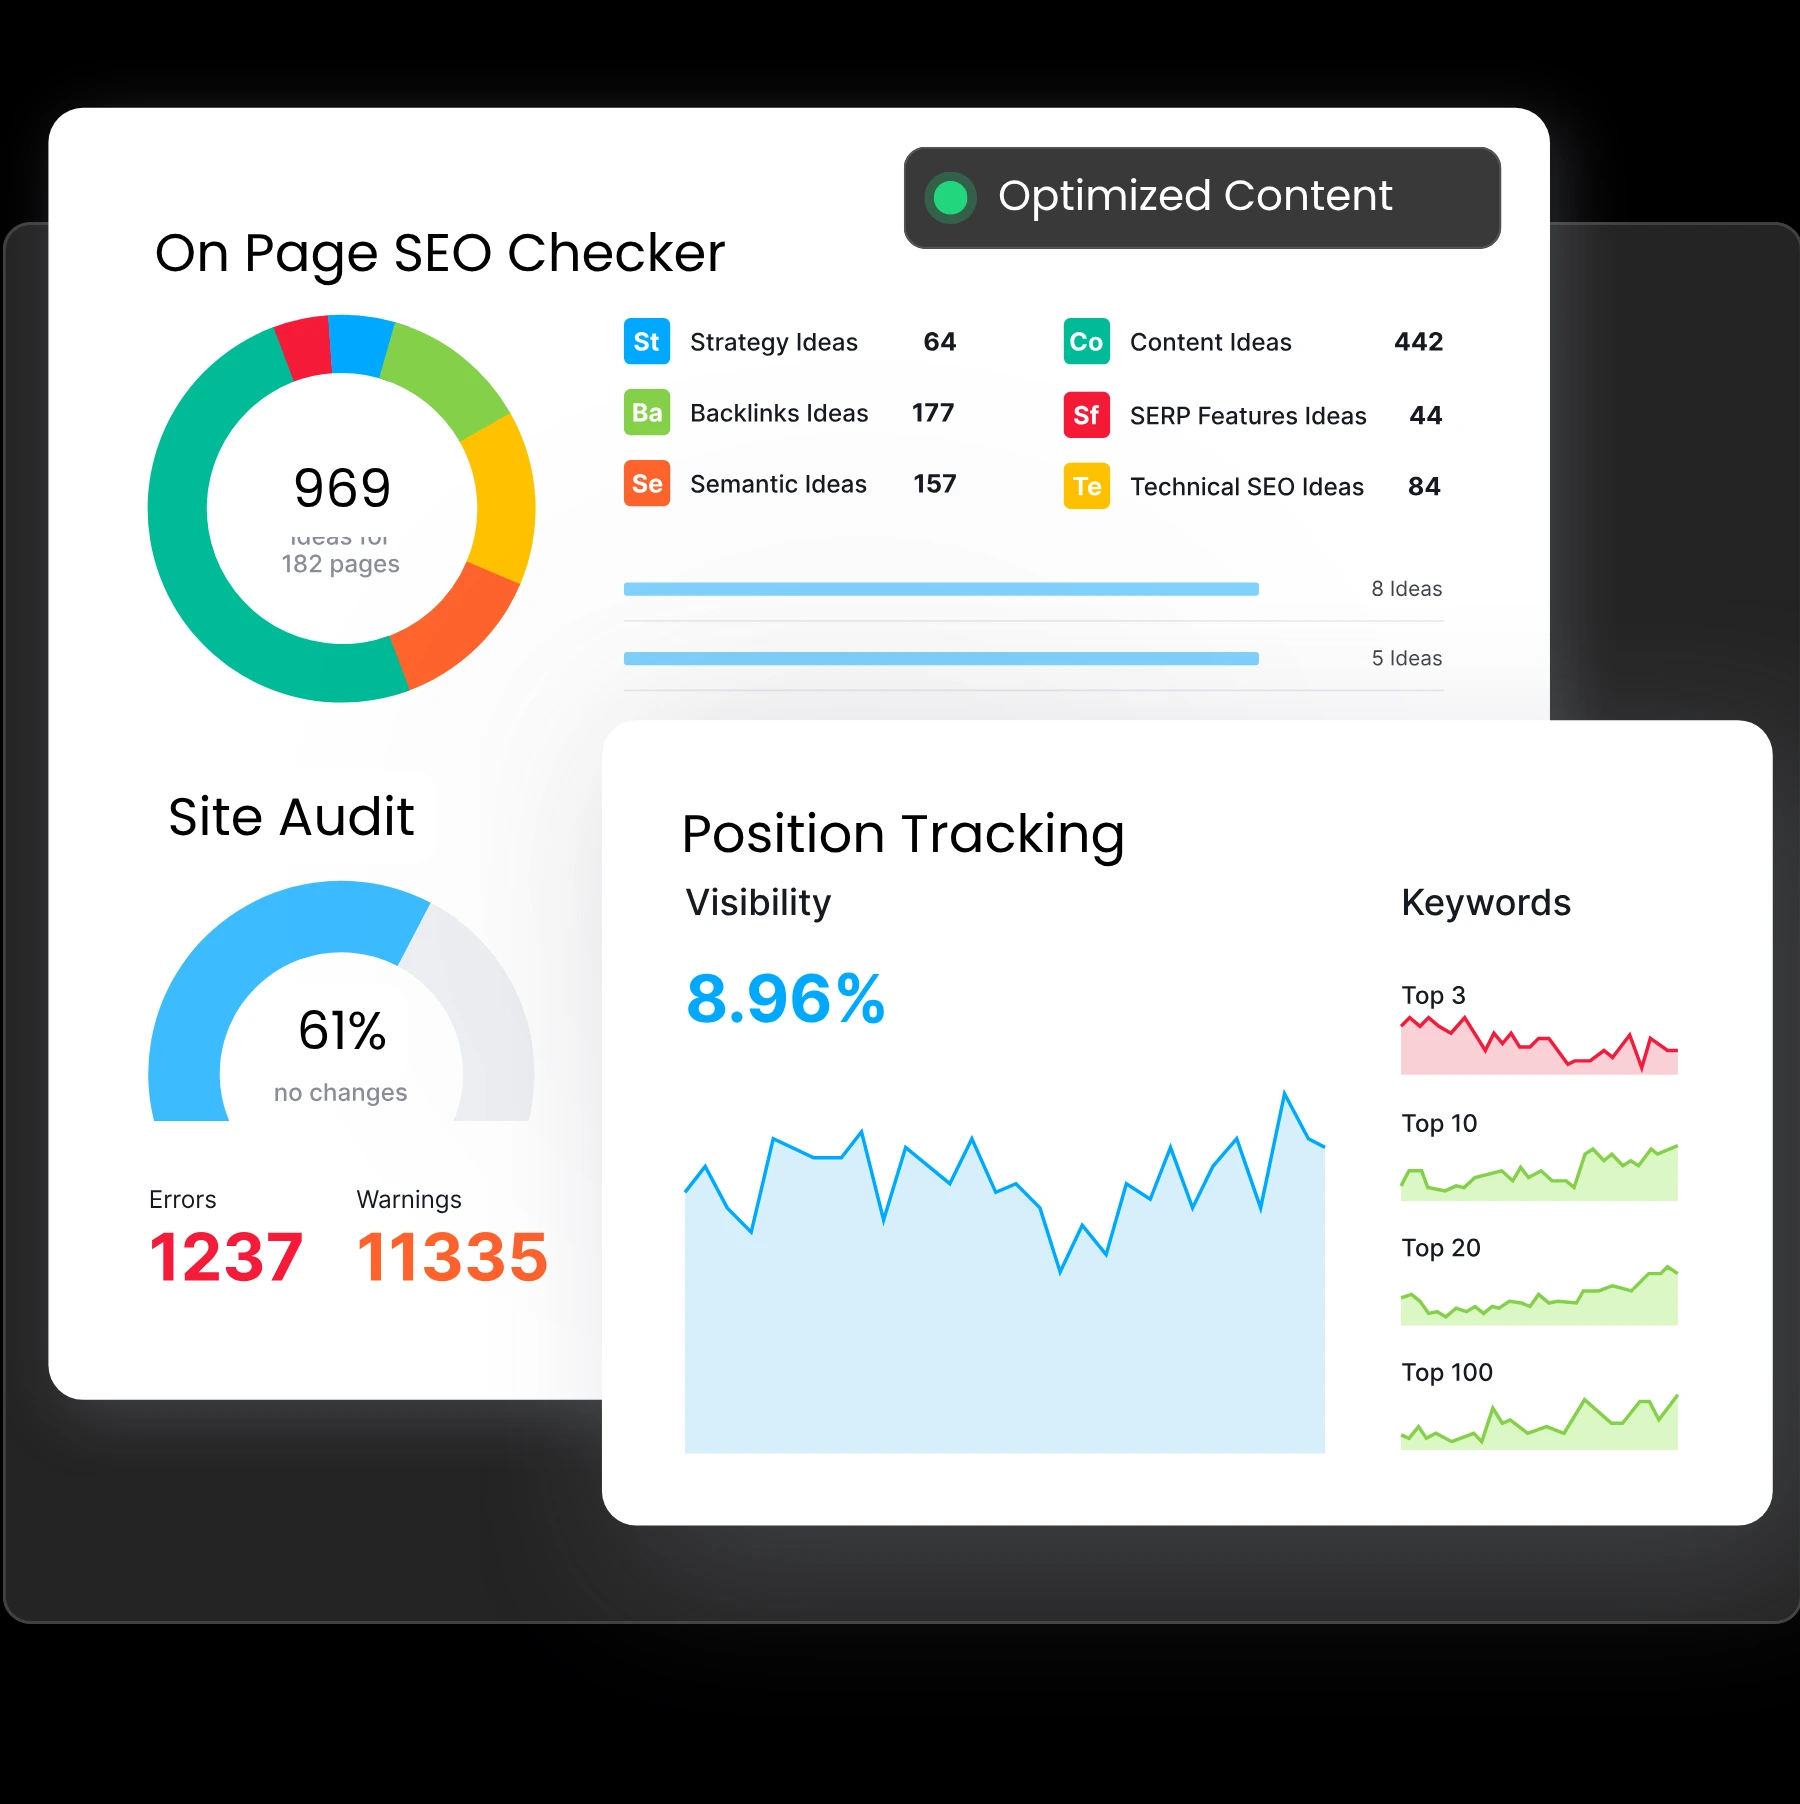 Optimized Content
On Page SEO Checker
969
ideas for
182 pages
St Strategy Ideas 64
Ba Backlinks Ideas 177
Se Semantic Ideas 157
Co Content Ideas 442
Sf SERP Features Ideas 44
Te Technical SEO Ideas 84
8 Ideas
5 Ideas
Site Audit
61%
no changes
Errors
1237
Warnings
11335
Position Tracking
Visibility
8.96%
Keywords
Top 3
Top 10
Top 20
Top 100